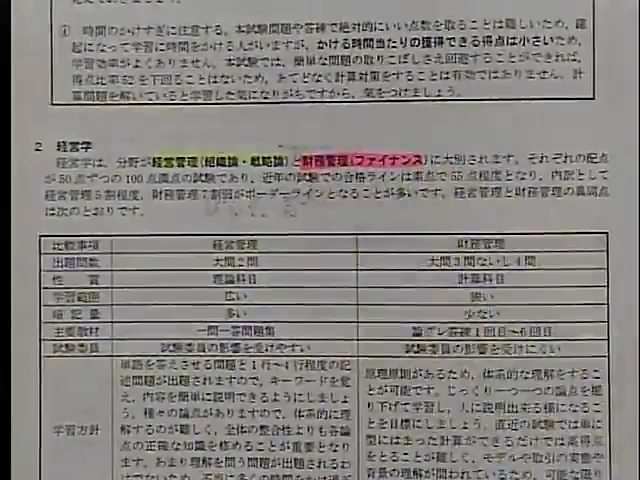 ① 時間のかけすぎに注意する。本試験問題や答練で絶対的にいい点数を取ることは難しいため、躍
起になって学習に時間をかける人がいますが、かける時間当たりの獲得できる得点は小さいため、
学習効率がよくありません。本試験では、簡単な問題の取りこぼしさえ回避することができれば、
得点比率52を下回ることはないため、あてどなく計算対策をすることは有効ではありません。計
算問題を解いていると学習した気になりがちですから、気をつけましょう。
2 経営学
経営学は、分野が経営管理(組織論・戦略論)と財務管理(ファイナンス)に大別されます。それぞれの配点
が50点ずつの100点満点の試験であり、近年の試験での合格ラインは素点で55点程度となり、内訳として
経営管理5割程度、財務管理7割弱がボーダーラインとなることが多いです。経営管理と財務管理の異同点
は次のとおりです。
比較事項 経営管理 財務管理
出題問数 大問2問 大問3問ないし4問
性 質 理論科目 計算科目
学習範囲 広い 狭い
暗記量 多い 少ない
主要教材 一問一答問題集 論グレ答練1回目～6回目
試験委員 試験委員の影響を受けやすい 試験委員の影響を受けにくい
学習方針
単語を答えさせる問題と1行～4行程度の記
述問題が出題されますので、キーワードを覚
え、内容を簡単に説明できるようにしましょ
う。種々の論点がありますので、体系的に理
解するのが難しく、全体の整合性よりも各論
点の正確な知識を修めることが重要となり
ます。あまり理解を問う問題が出題されるわ
原理原則があるため、体系的な理解をするこ
とが可能です。じっくり一つ一つの論点を掘
り下げて学習し、人に説明出来る様になるこ
とを目標にしましょう。直近の試験では単に
型にはまった計算ができるだけでは高得点
をとることが難しく、モデルや取引の実態や
背景の理解が問われているため、可能な限り